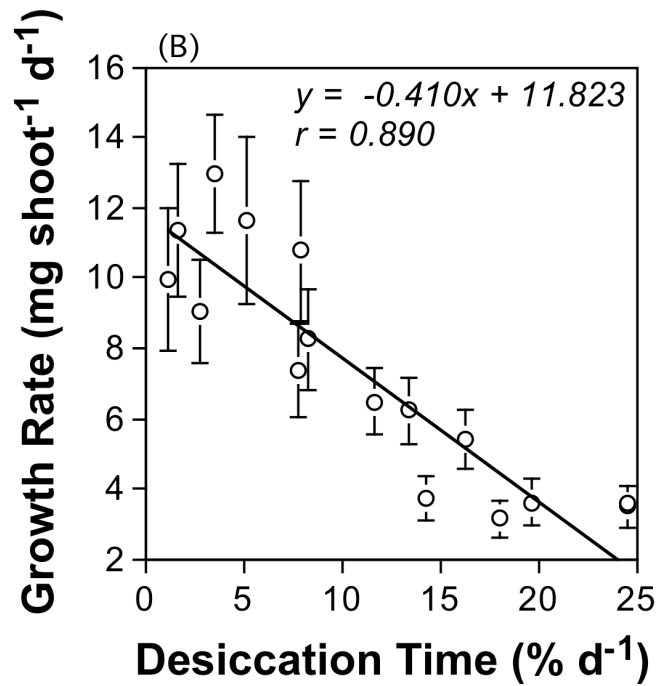 (B)
y = -0.410x + 11.823
r = 0.890
16
14
12
10
8
6
4
2
0
5
10
15
20
25
Growth Rate (mg shoot⁻¹ d⁻¹)
Desiccation Time (% d⁻¹)